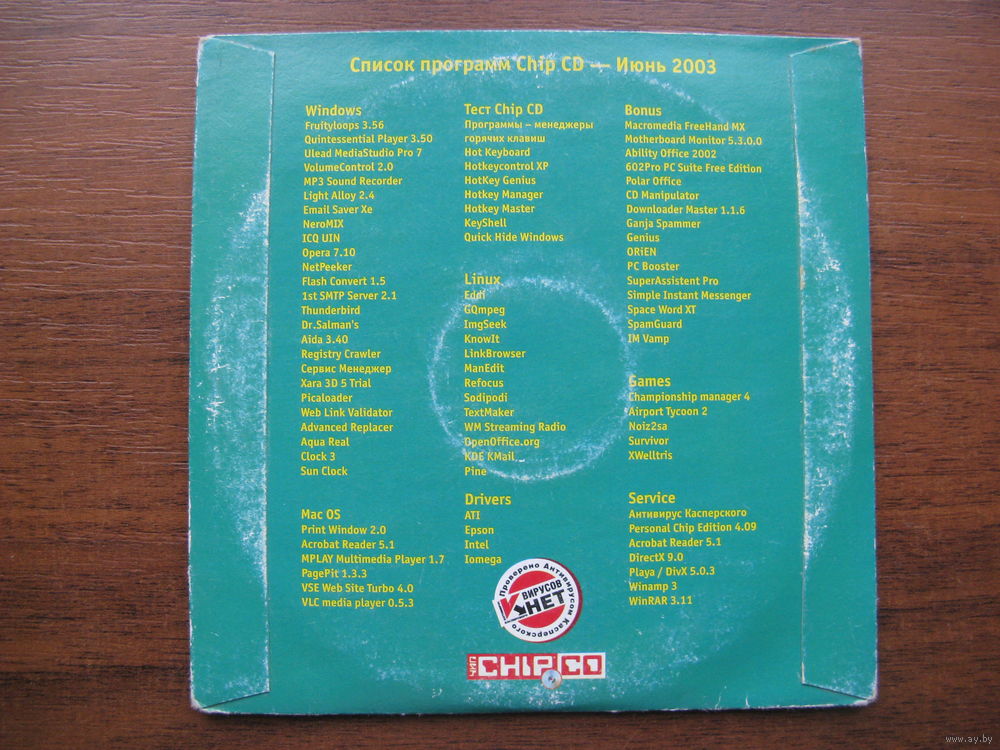 Список программ Chip CD — Июнь 2003
Windows
Fruityloops 3.56
Quintessential Player 3.50
Ulead MediaStudio Pro 7
VolumeControl 2.0
MP3 Sound Recorder
Light Alloy 2.4
Email Saver Xe
NeroMIX
ICQ UIN
Opera 7.10
NetPeeker
Flash Convert 1.5
1st SMTP Server 2.1
Thunderbird
Dr.Salman's
Aida 3.40
Registry Crawler
Сервис Менеджер
Xara 3D 5 Trial
Picaloader
Web Link Validator
Advanced Replacer
Aqua Real
Clock 3
Sun Clock
Mac OS
Print Window 2.0
Acrobat Reader 5.1
MPLAY Multimedia Player 1.7
PagePit 1.3.3
VSE Web Site Turbo 4.0
VLC media player 0.5.3
Тест Chip CD
Программы – менеджеры
горячих клавиш
Hot Keyboard
Hotkeycontrol XP
HotKey Genius
Hotkey Manager
Hotkey Master
KeyShell
Quick Hide Windows
Linux
Eddi
GQmpeg
ImgSeek
KnowIt
LinkBrowser
ManEdit
Refocus
Sodipodi
TextMaker
WM Streaming Radio
OpenOffice.org
KDE KMail
Pine
Drivers
ATI
Epson
Intel
Iomega
Bonus
Macromedia FreeHand MX
Motherboard Monitor 5.3.0.0
Ability Office 2002
602Pro PC Suite Free Edition
Polar Office
CD Manipulator
Downloader Master 1.1.6
Ganja Spammer
Genius
ORiEN
PC Booster
SuperAssistent Pro
Simple Instant Messenger
Space Word XT
SpamGuard
IM Vamp
Games
Championship manager 4
Airport Tycoon 2
Noiz2sa
Survivor
XWelltris
Service
Антивирус Касперского
Personal Chip Edition 4.09
Acrobat Reader 5.1
DirectX 9.0
Playa / DivX 5.0.3
Winamp 3
WinRAR 3.11
Проверено Антивирусом Касперского
ВИРУСОВ
НЕТ
ЧИП CHIP CD
www.ay.by